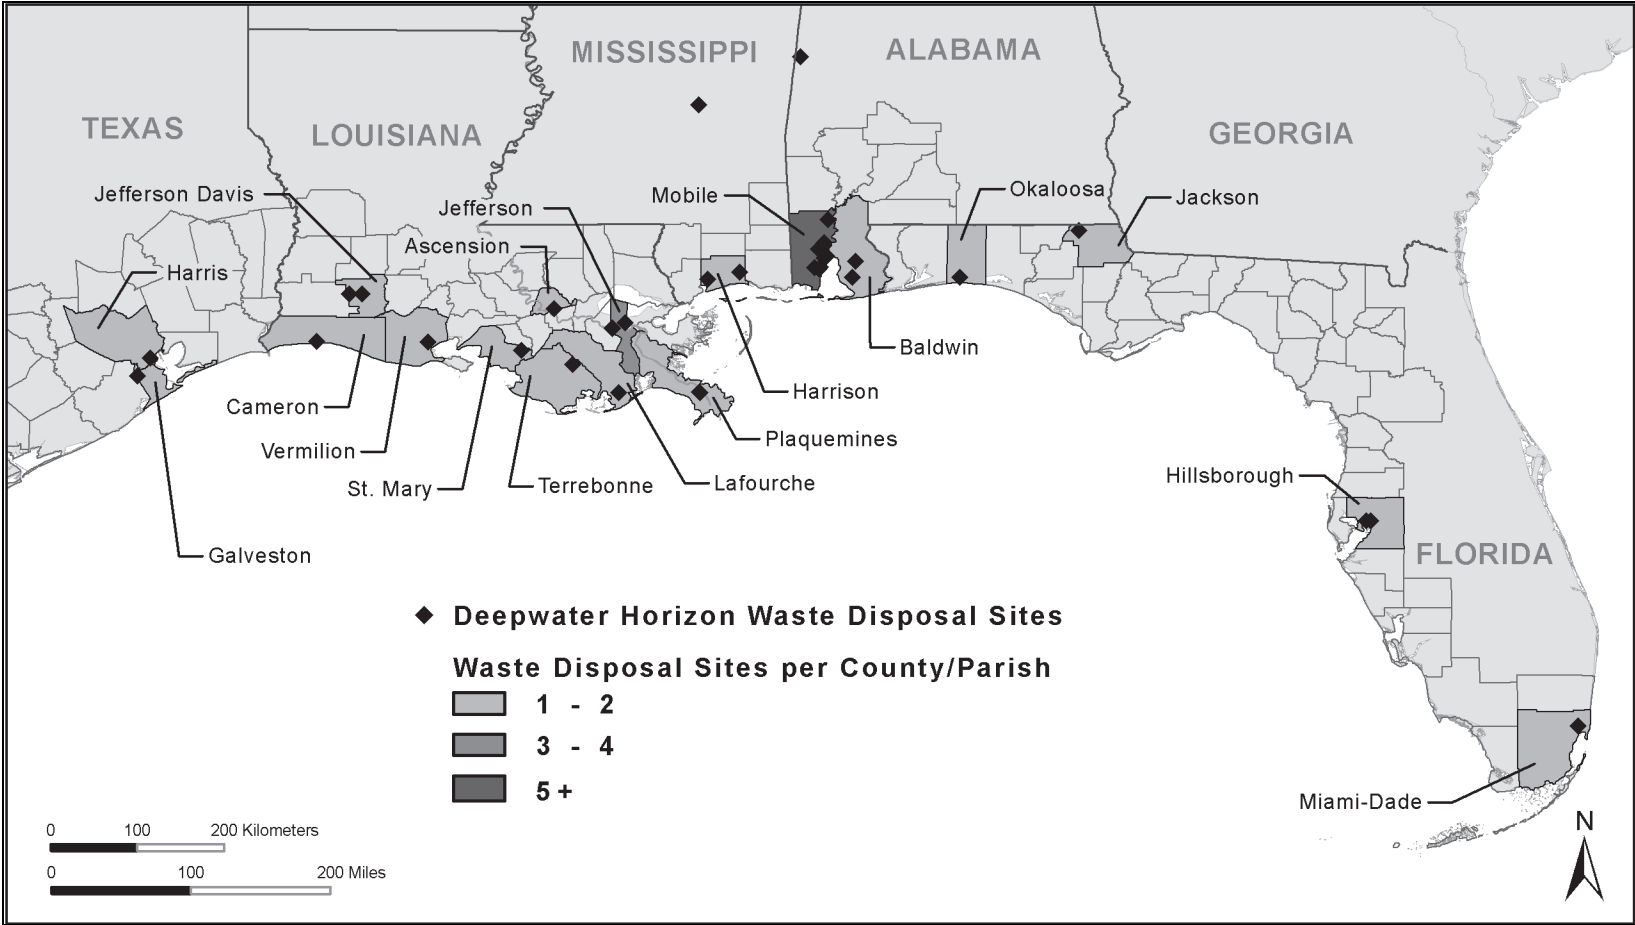 MISSISSIPPI
ALABAMA
TEXAS
LOUISIANA
GEORGIA
Jefferson Davis
Jefferson
Mobile
Okaloosa
Jackson
Ascension
Harris
Baldwin
Harrison
Cameron
Plaquemines
Vermilion
St. Mary
Terrebonne
Lafourche
Hillsborough
Galveston
FLORIDA
Deepwater Horizon Waste Disposal Sites
Waste Disposal Sites per County/Parish
1 - 2
3 - 4
5 +
Miami-Dade
N
0 100 200 Kilometers
0 100 200 Miles